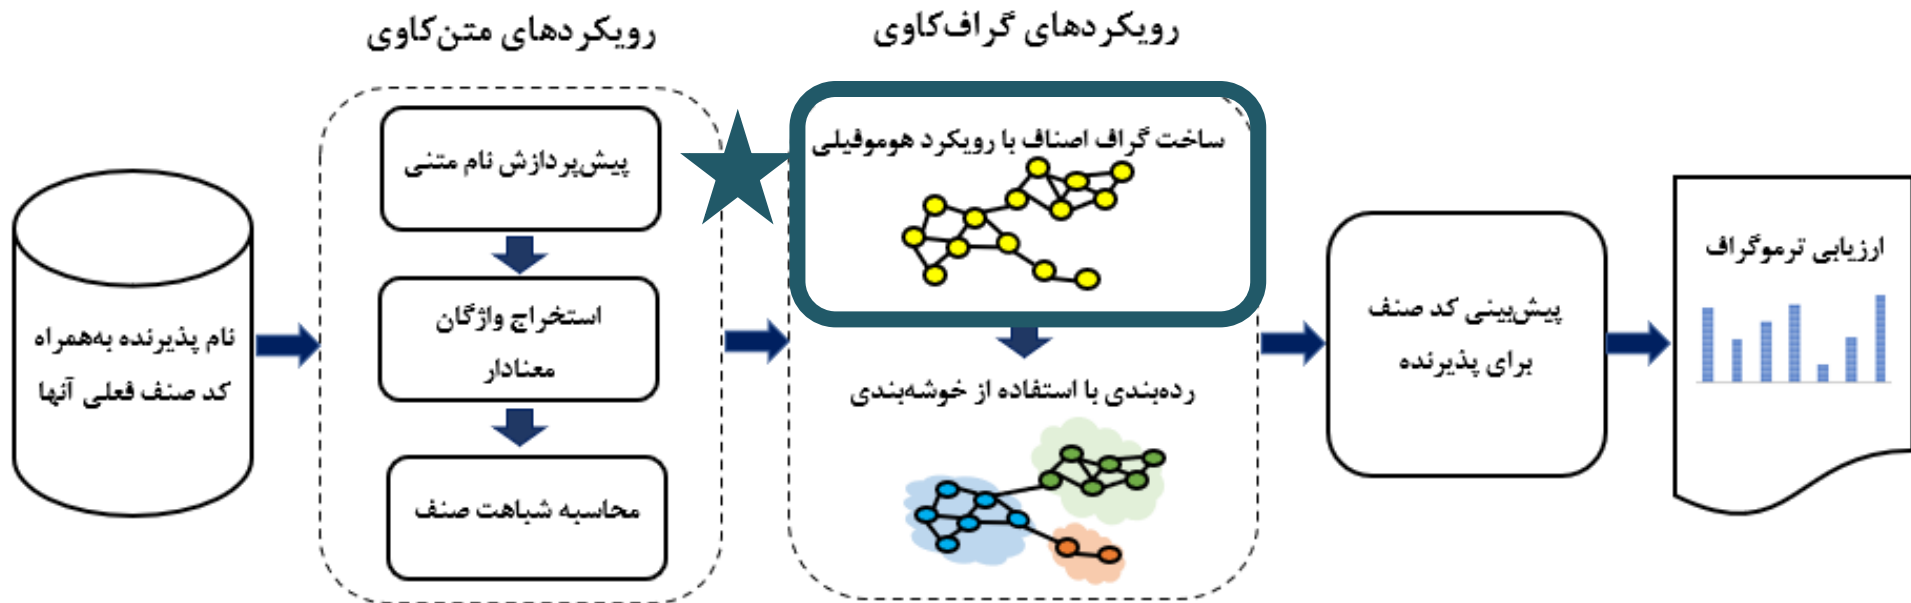 رویکردهای متن‌کاوی
رویکردهای گراف‌کاوی
نام پذیرنده به‌همراه
کد صنف فعلی آنها
پیش‌پردازش نام متنی
استخراج واژگان
معنادار
محاسبه شباهت صنف
ساخت گراف اصناف با رویکرد هوموفیلی
رده‌بندی با استفاده از خوشه‌بندی
پیش‌بینی کد صنف
برای پذیرنده
ارزیابی ترموگراف